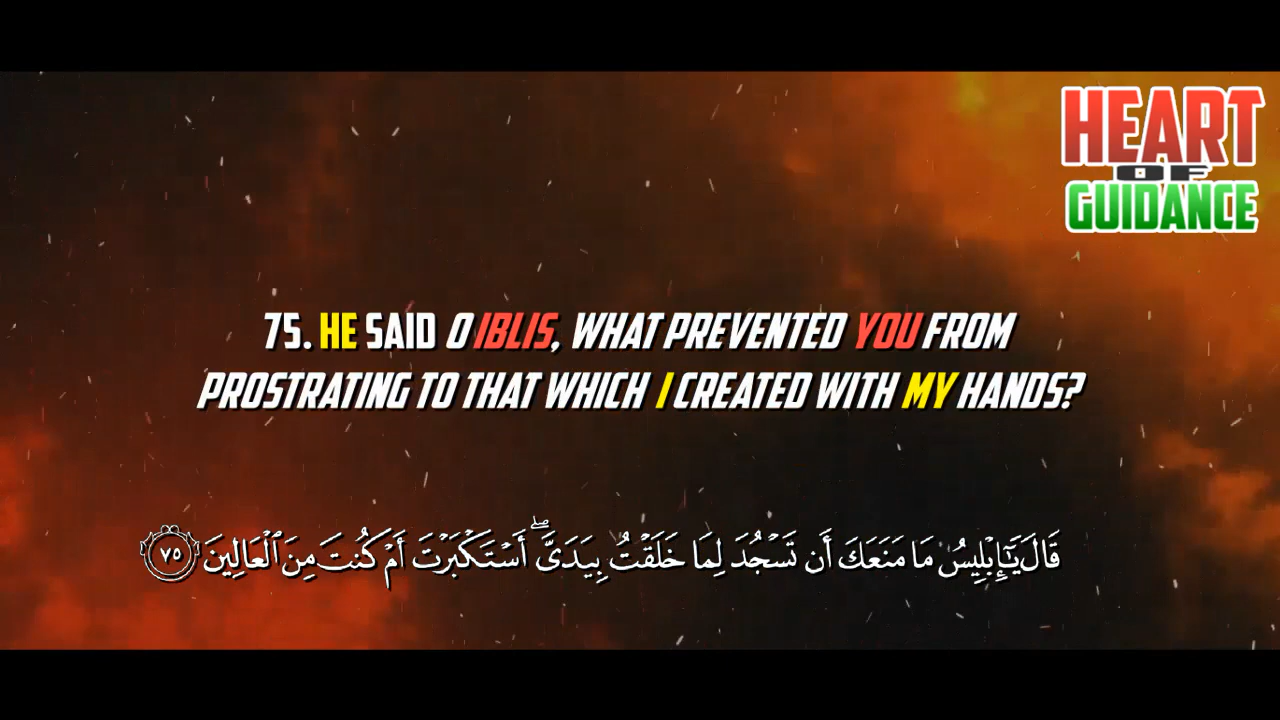 HEART
OF
GUIDANCE
75. HE SAID O IBLIS, WHAT PREVENTED YOU FROM
PROSTRATING TO THAT WHICH I CREATED WITH MY HANDS?
قَالَ يَـٰٓإِبْلِيسُ مَا مَنَعَكَ أَن تَسْجُدَ لِمَا خَلَقْتُ بِيَدَىَّ ۖ أَسْتَكْبَرْتَ أَمْ كُنتَ مِنَ ٱلْعَالِينَ ٧٥